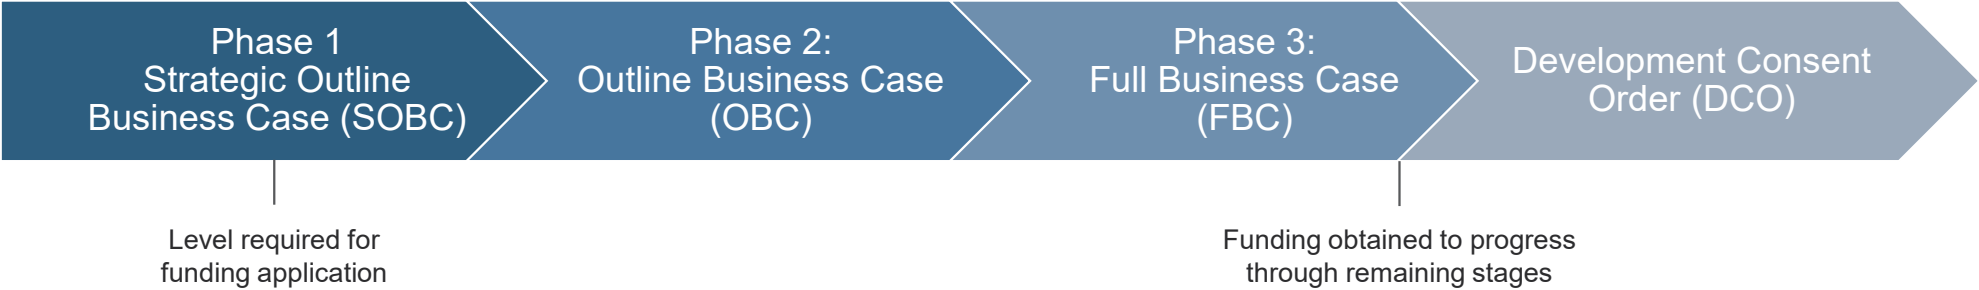 Phase 1
Strategic Outline
Business Case (SOBC)
Phase 2:
Outline Business Case
(OBC)
Phase 3:
Full Business Case
(FBC)
Development Consent
Order (DCO)
Level required for
funding application
Funding obtained to progress
through remaining stages